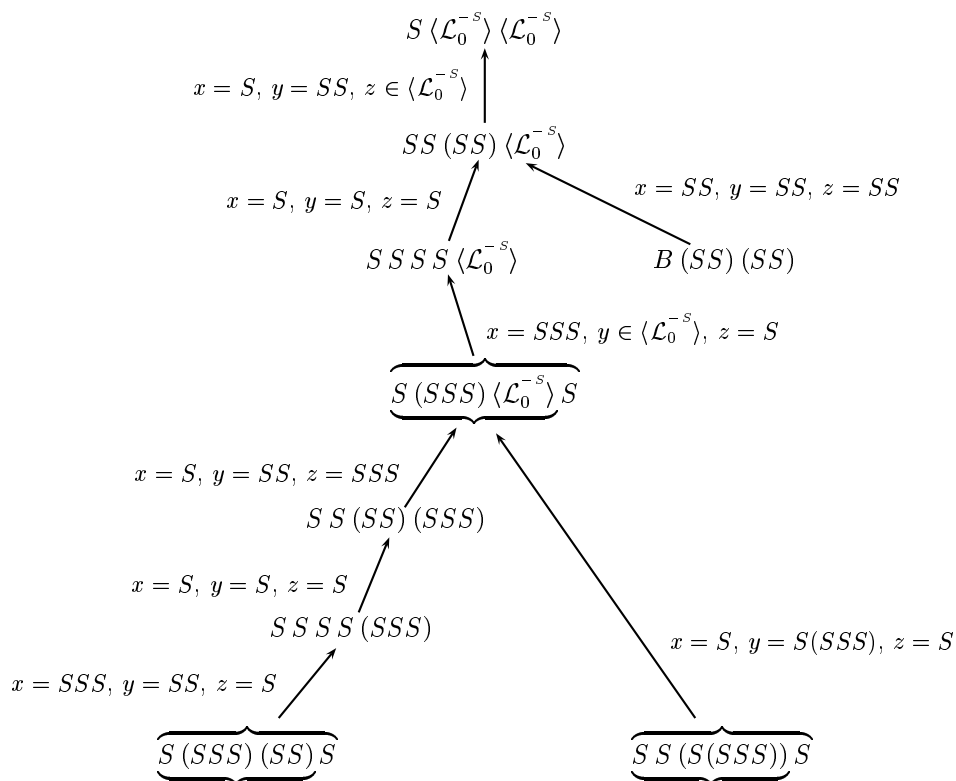 S ⟨ℒ₀⁻ˢ⟩ ⟨ℒ₀⁻ˢ⟩
x = S, y = SS, z ∈ ⟨ℒ₀⁻ˢ⟩
SS (SS) ⟨ℒ₀⁻ˢ⟩
x = SS, y = SS, z = SS
x = S, y = S, z = S
S S S S ⟨ℒ₀⁻ˢ⟩
B (SS) (SS)
x = SSS, y ∈ ⟨ℒ₀⁻ˢ⟩, z = S
S (SSS) ⟨ℒ₀⁻ˢ⟩ S
x = S, y = SS, z = SSS
S S (SS) (SSS)
x = S, y = S, z = S
S S S S (SSS)
x = S, y = S(SSS), z = S
x = SSS, y = SS, z = S
S (SSS) (SS) S
S S (S(SSS)) S